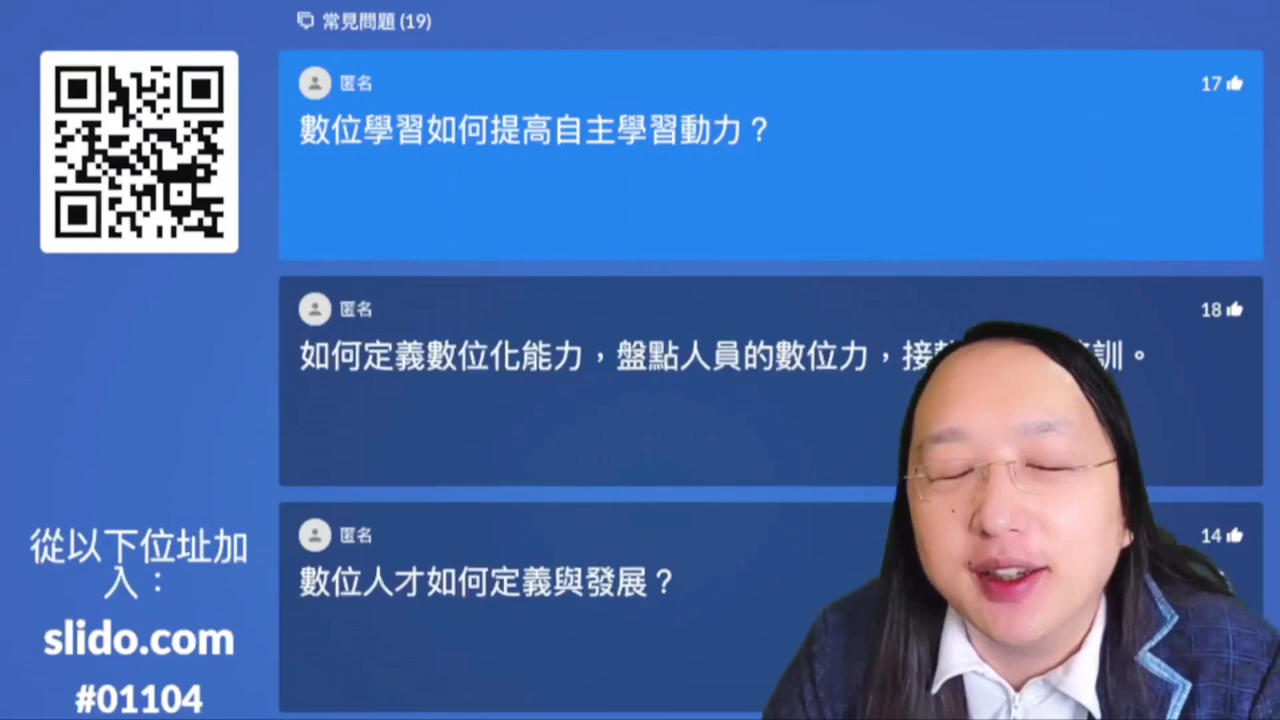 常見問題 (19)
匿名
17
數位學習如何提高自主學習動力？
匿名
18
如何定義數位化能力，盤點人員的數位力，接 訓。
匿名
14
數位人才如何定義與發展？
從以下位址加
入：
slido.com
#01104